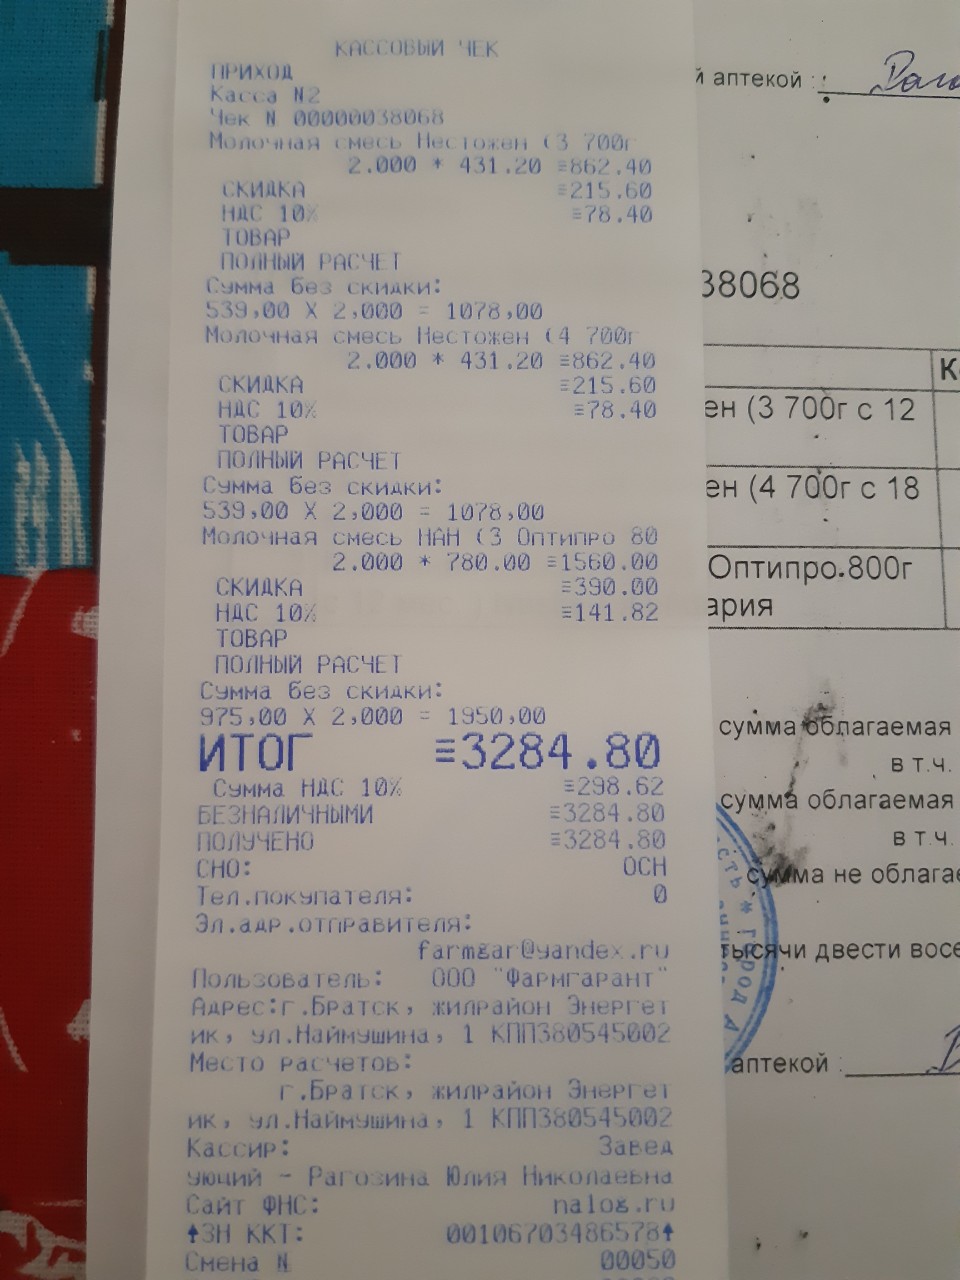 КАССОВЫЙ ЧЕК
ПРИХОД
Касса N2
Чек N 00000038068
Молочная смесь Нестожен (3 700г
2.000 * 431.20 ≡862.40
СКИДКА ≡215.60
НДС 10% ≡78.40
ТОВАР
ПОЛНЫЙ РАСЧЕТ
Сумма без скидки:
539,00 X 2,000 = 1078,00
Молочная смесь Нестожен (4 700г
2.000 * 431.20 ≡862.40
СКИДКА ≡215.60
НДС 10% ≡78.40
ТОВАР
ПОЛНЫЙ РАСЧЕТ
Сумма без скидки:
539,00 X 2,000 = 1078,00
Молочная смесь НАН (3 Оптипро 80
2.000 * 780.00 ≡1560.00
СКИДКА ≡390.00
НДС 10% ≡141.82
ТОВАР
ПОЛНЫЙ РАСЧЕТ
Сумма без скидки:
975,00 X 2,000 = 1950,00
ИТОГ ≡3284.80
Сумма НДС 10% ≡298.62
БЕЗНАЛИЧНЫМИ ≡3284.80
ПОЛУЧЕНО ≡3284.80
СНО: ОСН
Тел.покупателя: 0
Эл.адр.отправителя:
farmgar@yandex.ru
Пользователь: ООО "Фармгарант"
Адрес:г.Братск, жилрайон Энергет
ик, ул.Наймушина, 1 КПП380545002
Место расчетов:
г.Братск, жилрайон Энергет
ик, ул.Наймушина, 1 КПП380545002
Кассир: Завед
ующий - Рагозина Юлия Николаевна
Сайт ФНС: nalog.ru
↑ЗН ККТ: 00106703486578↑
Смена N 00050
й аптекой :
38068
ен (3 700г с 12
ен (4 700г с 18
Оптипро 800г
ария
сумма облагаемая
в т.ч.
сумма облагаемая
в т.ч.
сумма не облагае
тысячи двести восе
аптекой :